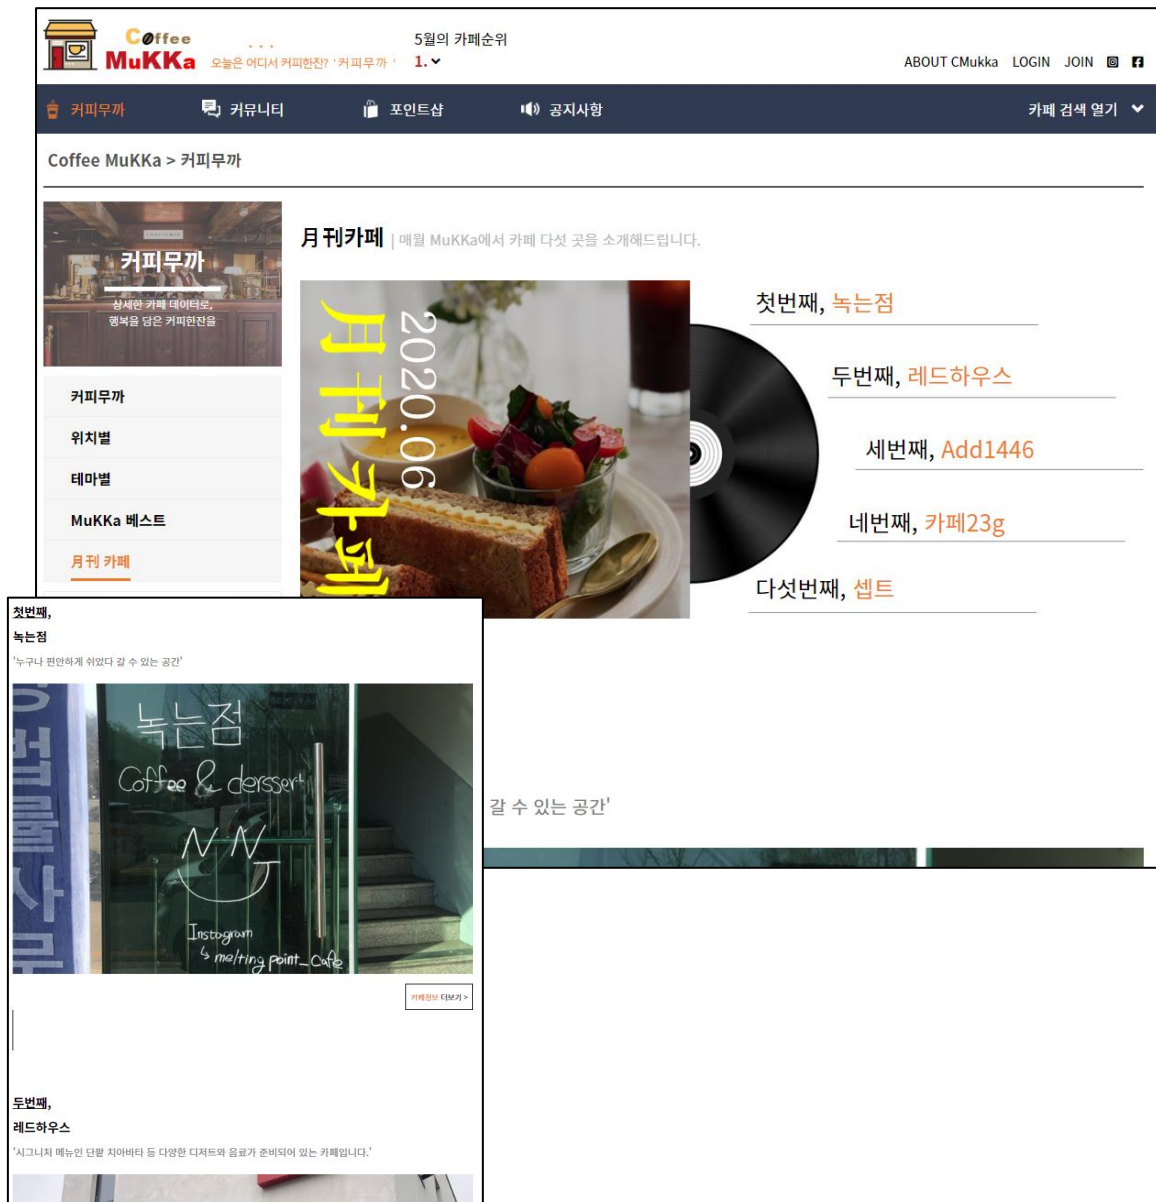 Coffee
MuKKa
오늘은 어디서 커피한잔? '커피무까 '
5월의 카페순위
1.
ABOUT CMukka LOGIN JOIN
커피무까 커뮤니티 포인트샵 공지사항 카페 검색 열기
Coffee MuKKa > 커피무까
커피무까
상세한 카페 데이터로,
행복을 담은 커피한잔을
커피무까
위치별
테마별
MuKKa 베스트
月刊 카페
月刊카페 | 매월 MuKKa에서 카페 다섯 곳을 소개해드립니다.
2020.06
月刊카페
첫번째, 녹는점
두번째, 레드하우스
세번째, Add1446
네번째, 카페23g
다섯번째, 셉트
갈 수 있는 공간'
첫번째,
녹는점
'누구나 편안하게 쉬었다 갈 수 있는 공간'
법률사무
녹는점
Coffee & derssert
NN
Instagram
melting point_cafe
카페정보 더보기 >
두번째,
레드하우스
'시그니처 메뉴인 단팥 치아바타 등 다양한 디저트와 음료가 준비되어 있는 카페입니다.'